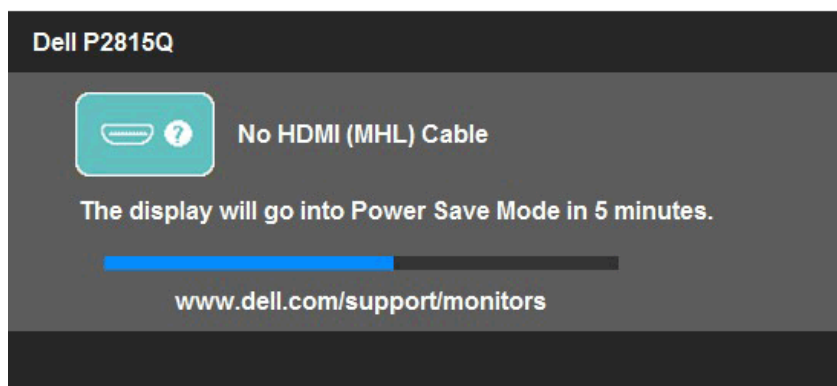 Dell P2815Q
?
No HDMI (MHL) Cable
The display will go into Power Save Mode in 5 minutes.
www.dell.com/support/monitors